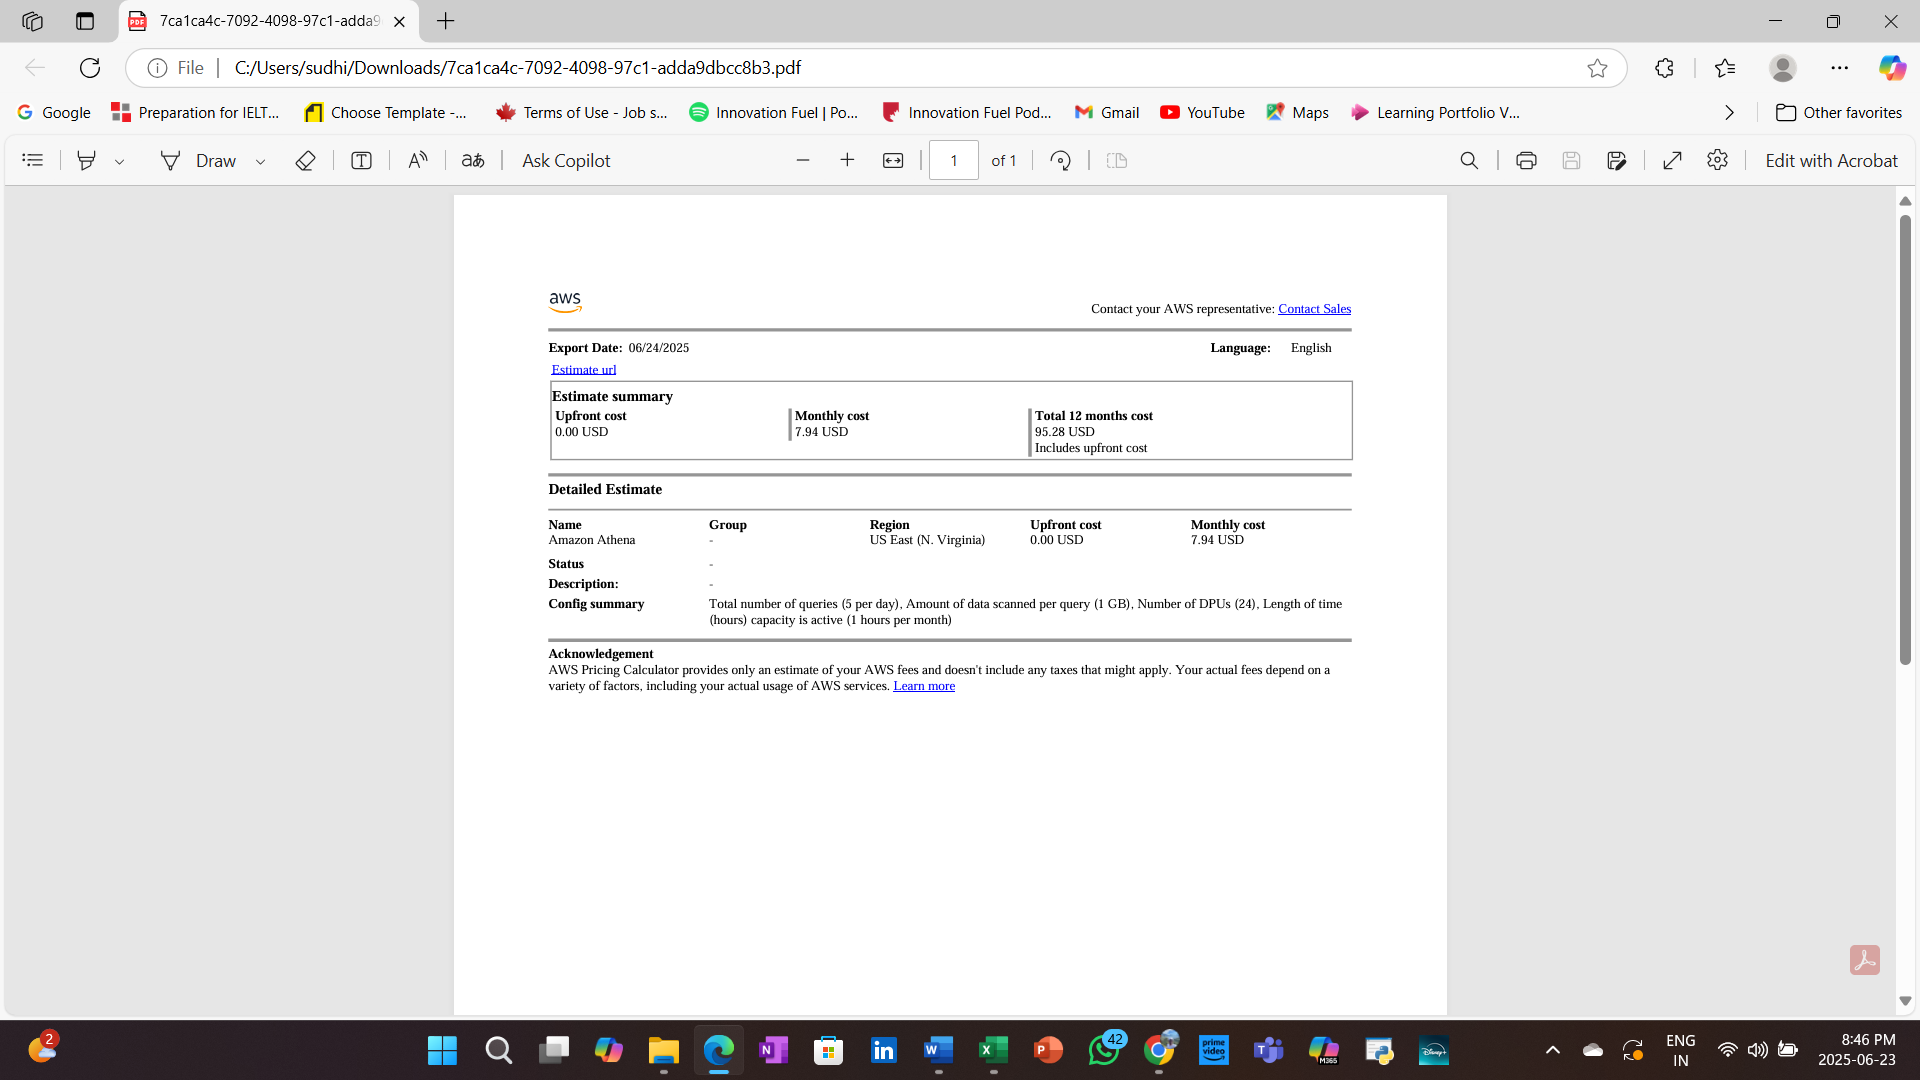 7ca1ca4c-7092-4098-97c1-adda9
File
C:/Users/sudhi/Downloads/7ca1ca4c-7092-4098-97c1-adda9dbcc8b3.pdf
Google
Preparation for IELT...
Choose Template -...
Terms of Use - Job s...
Innovation Fuel | Po...
Innovation Fuel Pod...
Gmail
YouTube
Maps
Learning Portfolio V...
Other favorites
Draw
Ask Copilot
1
of 1
Edit with Acrobat
aws
Contact your AWS representative: Contact Sales
Export Date: 06/24/2025
Language: English
Estimate url
Estimate summary
Upfront cost Monthly cost Total 12 months cost
0.00 USD 7.94 USD 95.28 USD
Includes upfront cost
Detailed Estimate
Name Group Region Upfront cost Monthly cost
Amazon Athena - US East (N. Virginia) 0.00 USD 7.94 USD
Status -
Description: -
Config summary Total number of queries (5 per day), Amount of data scanned per query (1 GB), Number of DPUs (24), Length of time
(hours) capacity is active (1 hours per month)
Acknowledgement
AWS Pricing Calculator provides only an estimate of your AWS fees and doesn't include any taxes that might apply. Your actual fees depend on a
variety of factors, including your actual usage of AWS services. Learn more
2
42
ENG
IN
8:46 PM
2025-06-23